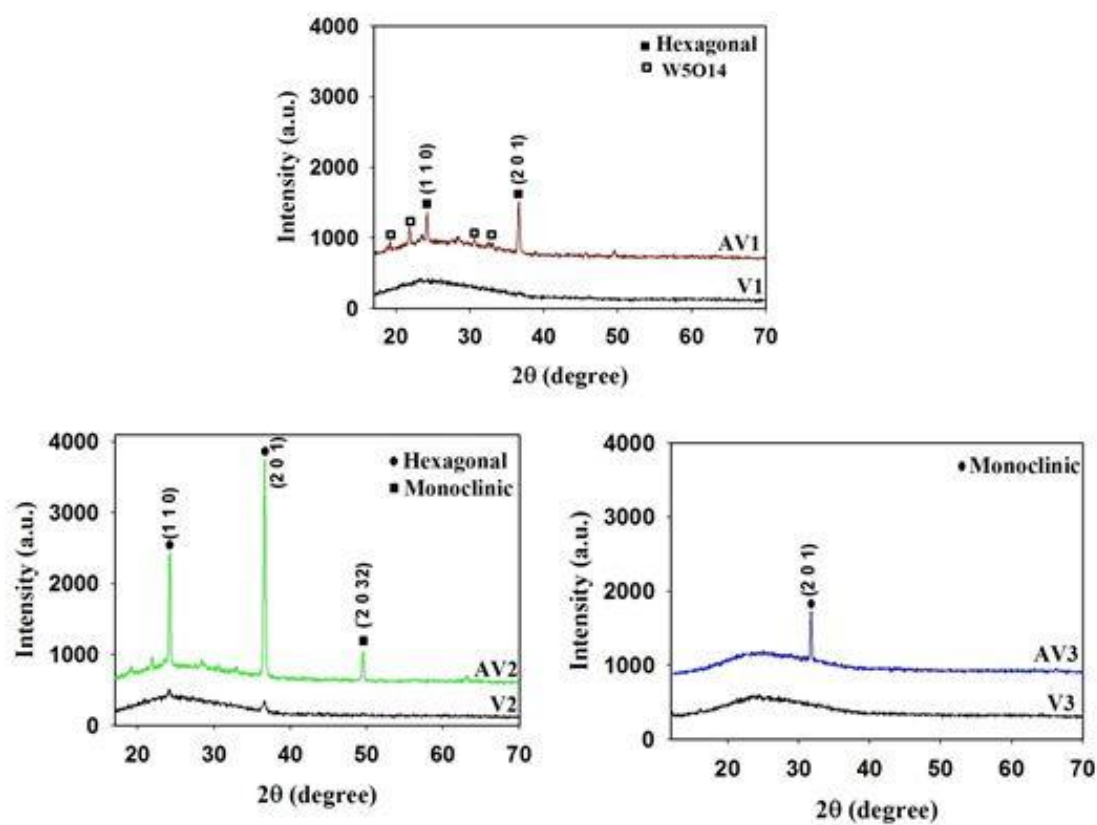 4000
3000
2000
1000
0
Intensity (a.u.)
■ Hexagonal
W5O14
(1 1 0)
(2 0 1)
AV1
V1
20 30 40 50 60 70
2θ (degree)
4000
3000
2000
1000
0
Intensity (a.u.)
● Hexagonal
■ Monoclinic
(1 1 0)
(2 0 1)
(2 0 32)
AV2
V2
20 30 40 50 60 70
2θ (degree)
4000
3000
2000
1000
0
Intensity (a.u.)
● Monoclinic
(2 0 1)
AV3
V3
20 30 40 50 60 70
2θ (degree)